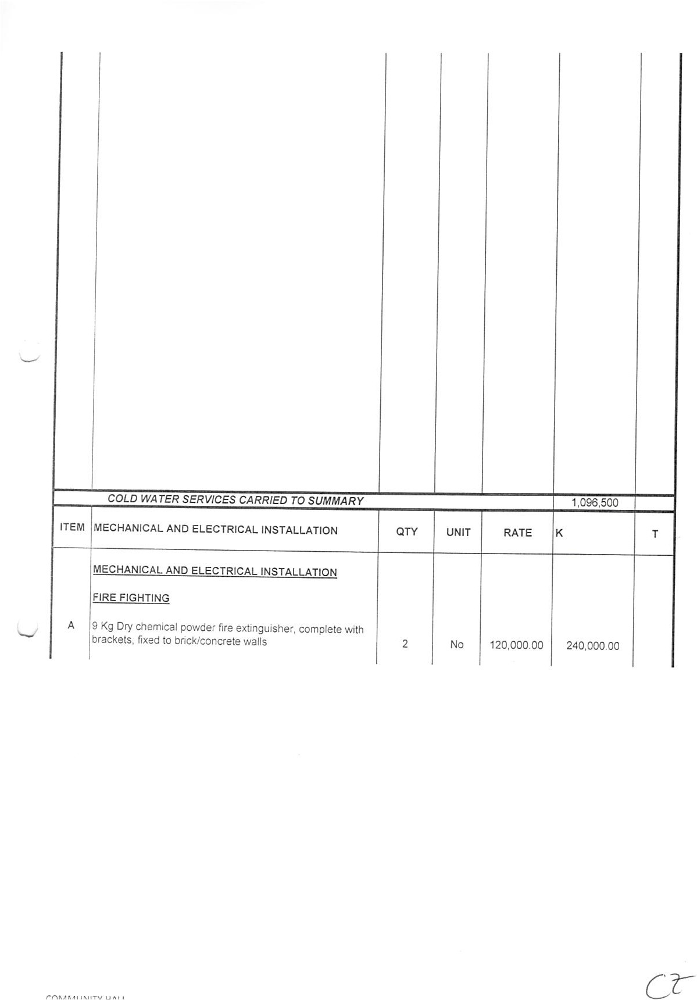 COLD WATER SERVICES CARRIED TO SUMMARY 1,096,500
ITEM MECHANICAL AND ELECTRICAL INSTALLATION QTY UNIT RATE K T
MECHANICAL AND ELECTRICAL INSTALLATION
FIRE FIGHTING
A 9 Kg Dry chemical powder fire extinguisher, complete with
brackets, fixed to brick/concrete walls 2 No 120,000.00 240,000.00
COMMUNITY HALL